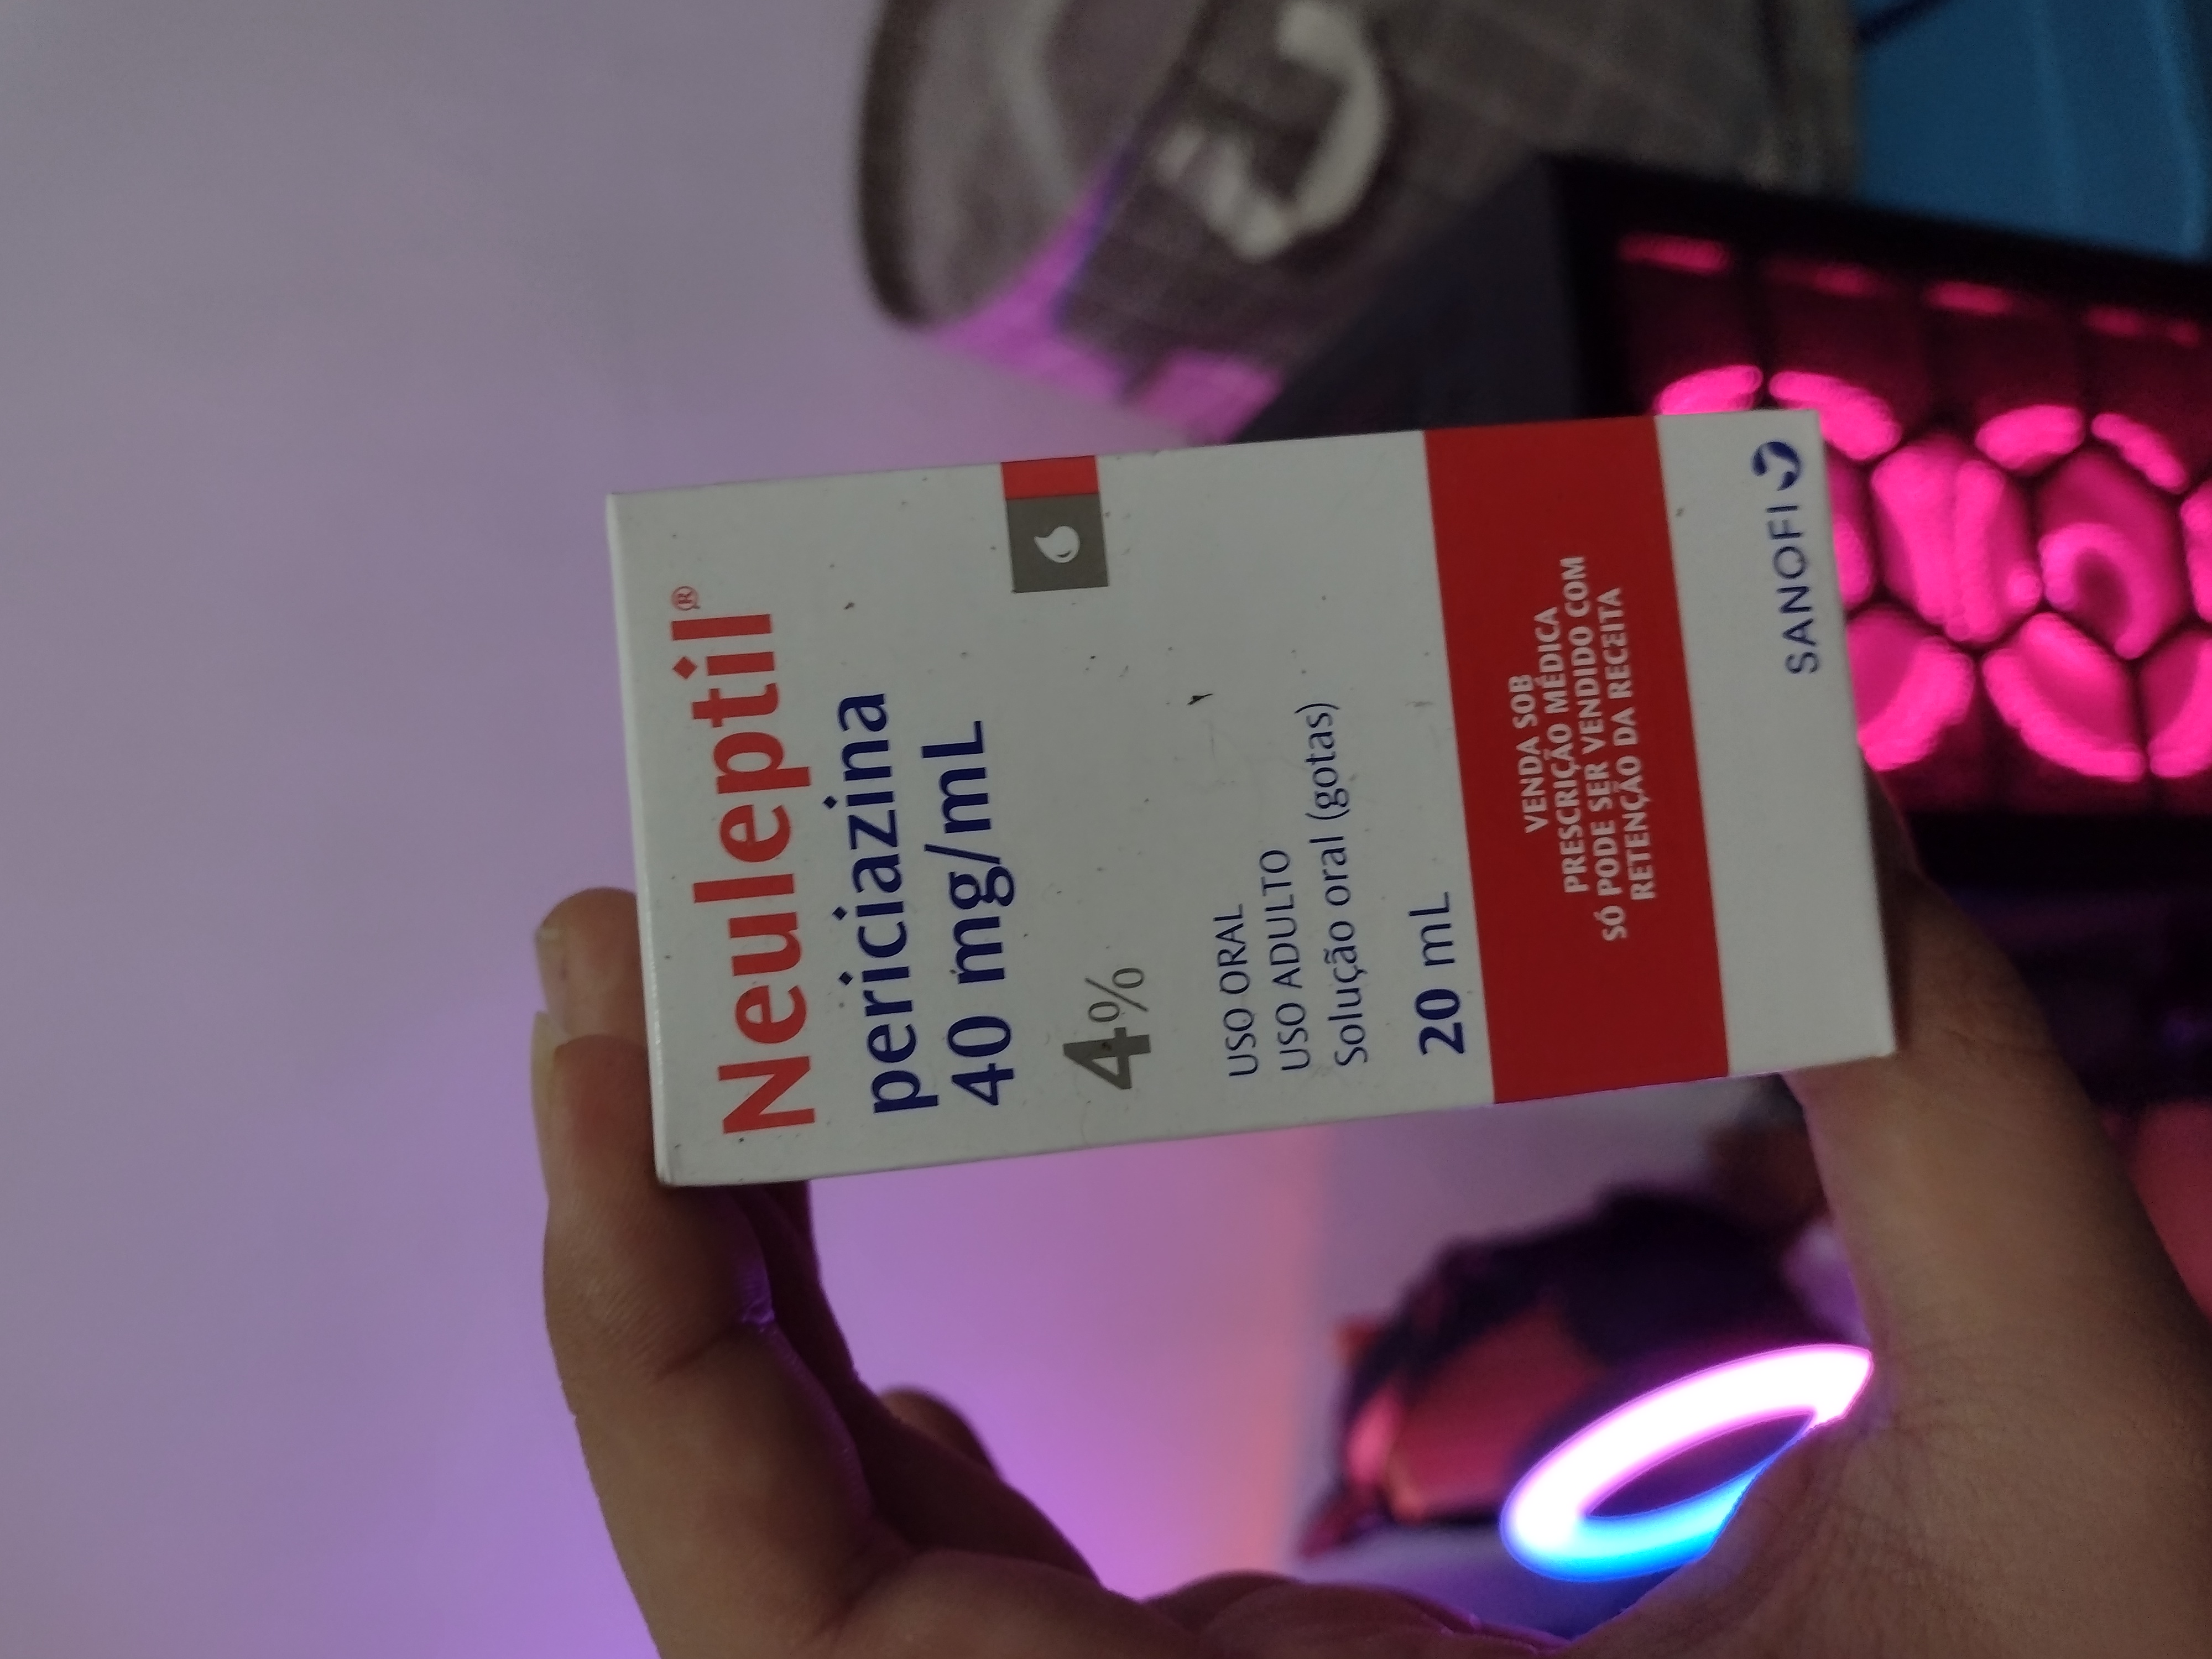 Neuleptil®
periciazina
40 mg/mL
4%
USO ORAL
USO ADULTO
Solução oral (gotas)
20 mL
VENDA SOB
PRESCRIÇÃO MÉDICA
SÓ PODE SER VENDIDO COM
RETENÇÃO DA RECEITA
SANOFI